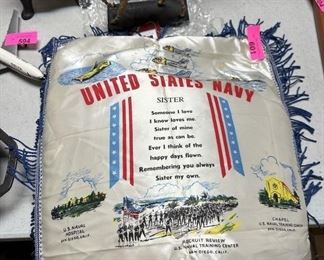 594
601
UNITED STATES NAVY
SISTER
Someone I love
I know loves me.
Sister of mine
true as can be.
Ever I think of the
happy days flown.
Remembering you always
Sister my own.
U.S. NAVAL
HOSPITAL
SAN DIEGO, CALIF.
RECRUIT REVIEW
U.S. NAVAL TRAINING CENTER
SAN DIEGO, CALIF.
CHAPEL
U.S. NAVAL TRAINING CENTER
SAN DIEGO, CALIF.